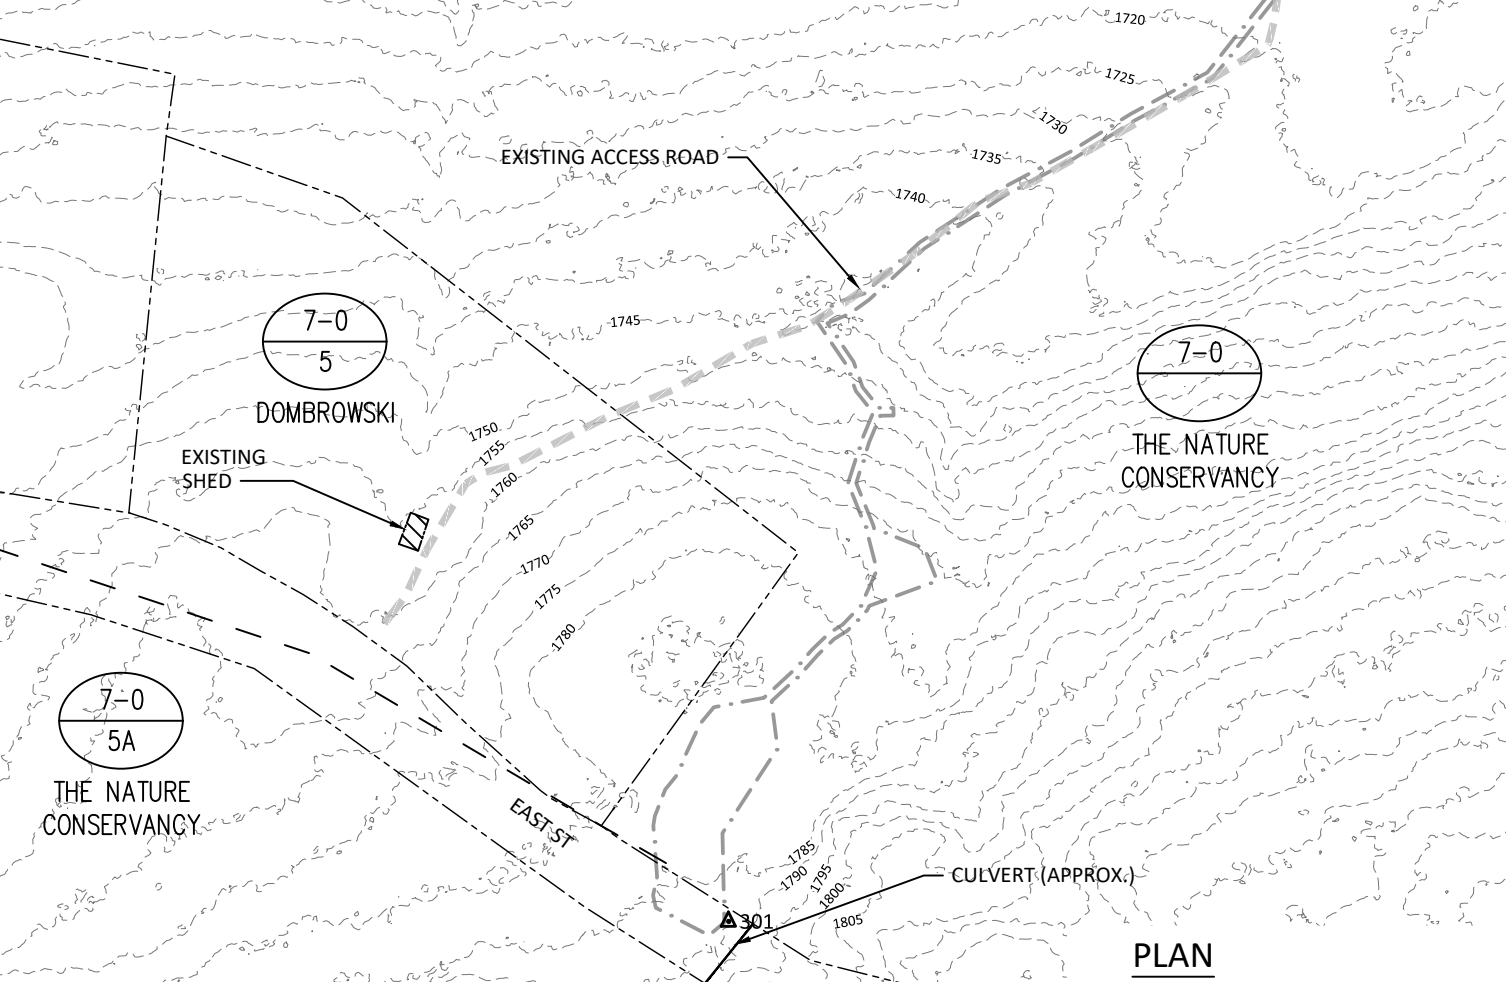 1720
1725
1730
1735
1740
EXISTING ACCESS ROAD
1745
7-0
5
DOMBROWSKI
7-0
THE NATURE
CONSERVANCY
EXISTING
SHED
1750
1755
1760
1765
1770
1775
1780
7-0
5A
THE NATURE
CONSERVANCY
EAST ST
1785
1790
1795
1800
1805
CULVERT (APPROX.)
301
PLAN